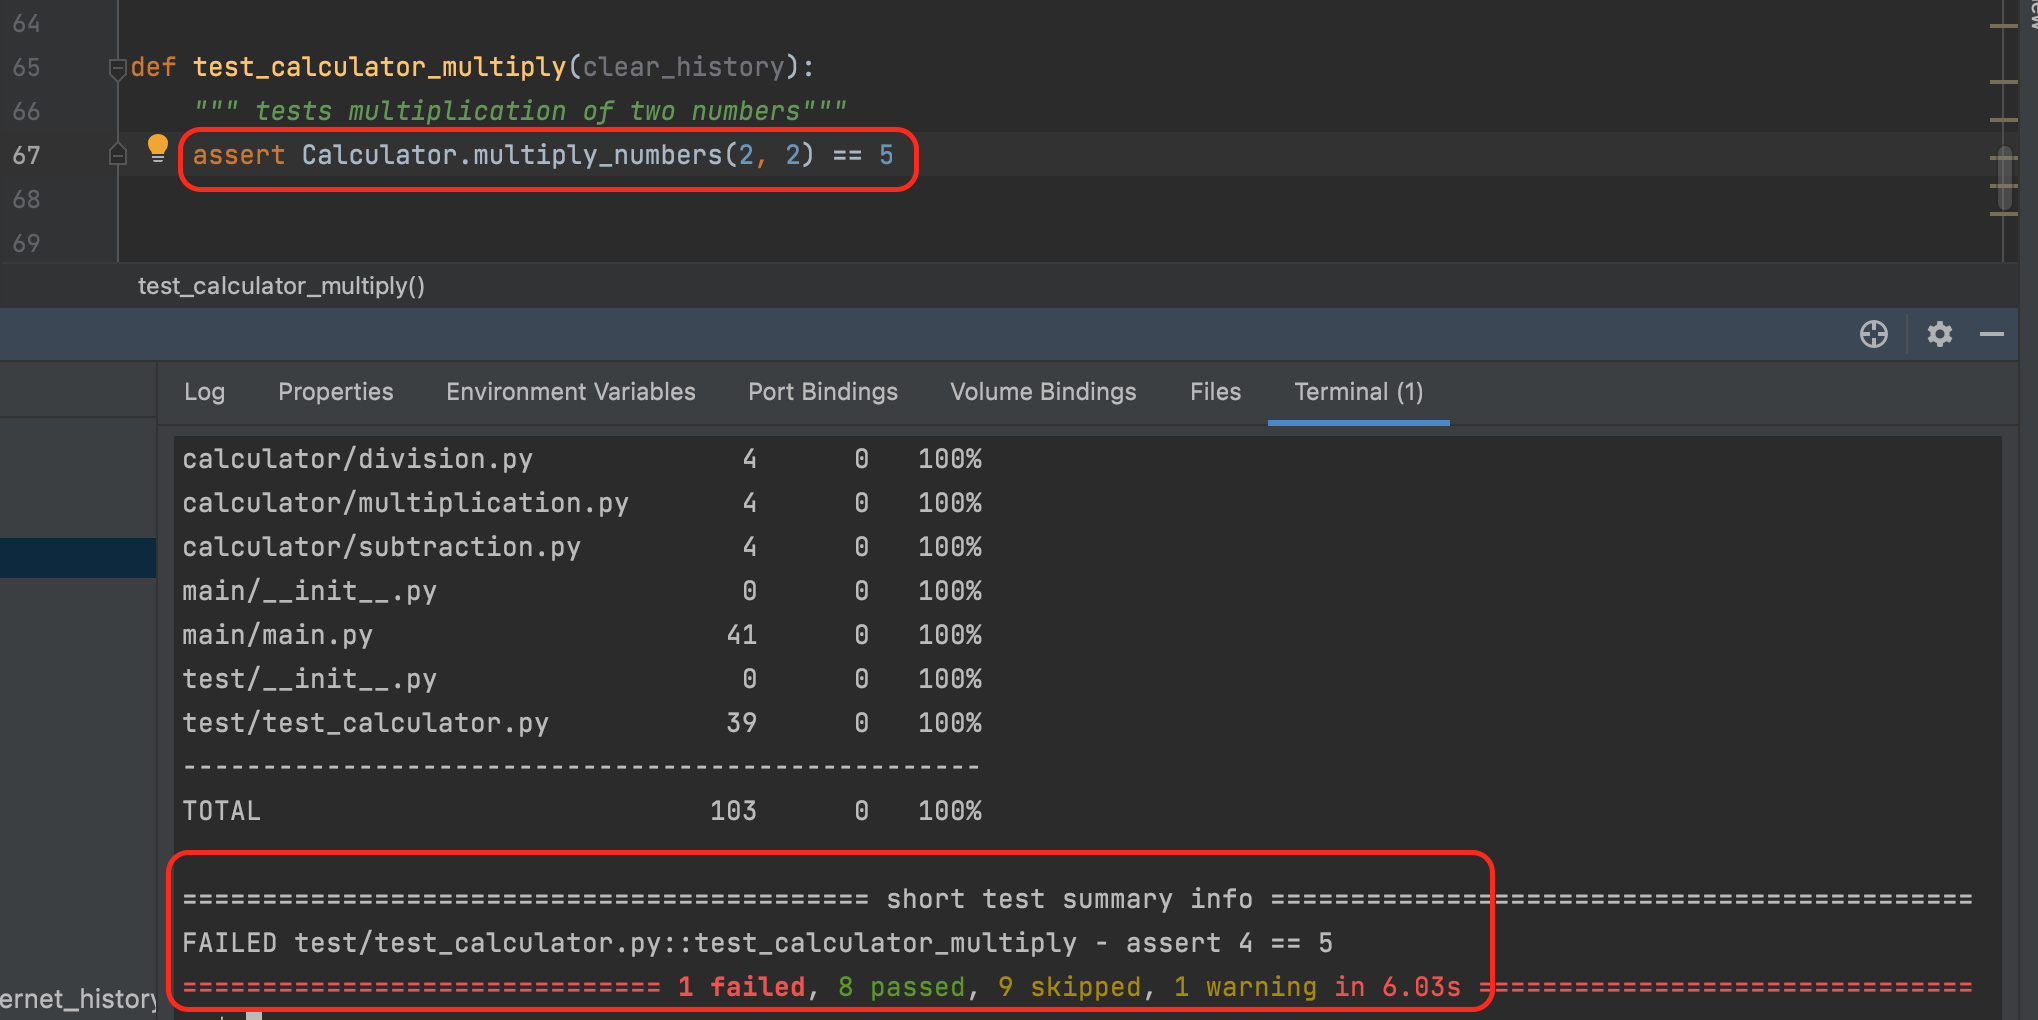 64
65 def test_calculator_multiply(clear_history):
66 """ tests multiplication of two numbers"""
67 assert Calculator.multiply_numbers(2, 2) == 5
68
69
test_calculator_multiply()
Log Properties Environment Variables Port Bindings Volume Bindings Files Terminal (1)
calculator/division.py 4 0 100%
calculator/multiplication.py 4 0 100%
calculator/subtraction.py 4 0 100%
main/__init__.py 0 0 100%
main/main.py 41 0 100%
test/__init__.py 0 0 100%
test/test_calculator.py 39 0 100%
--------------------------------------------------
TOTAL 103 0 100%
=========================================== short test summary info ============================================
FAILED test/test_calculator.py::test_calculator_multiply - assert 4 == 5
============================== 1 failed, 8 passed, 9 skipped, 1 warning in 6.03s ===============================
ernet_history